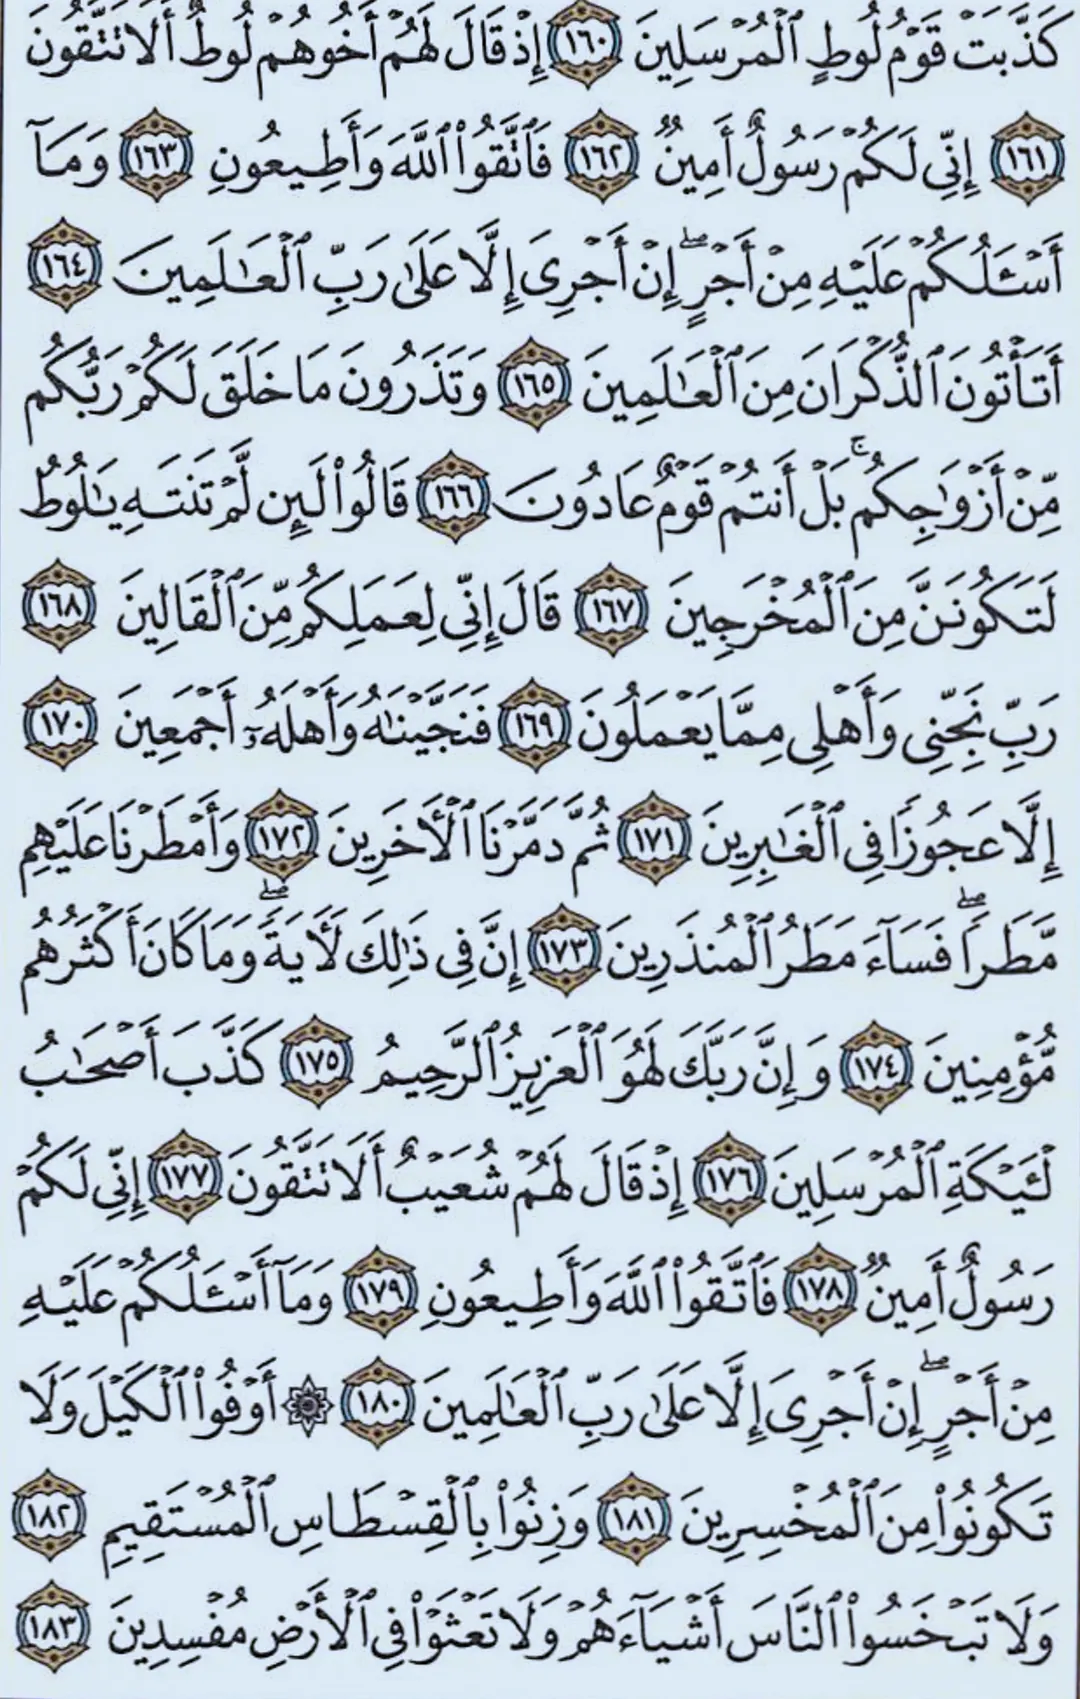 كَذَّبَتۡ قَوۡمُ لُوطٍ ٱلۡمُرۡسَلِينَ ١٦٠ إِذۡ قَالَ لَهُمۡ أَخُوهُمۡ لُوطٌ أَلَا تَتَّقُونَ
١٦١ إِنِّي لَكُمۡ رَسُولٌ أَمِينٞ ١٦٢ فَٱتَّقُواْ ٱللَّهَ وَأَطِيعُونِ ١٦٣ وَمَآ
أَسۡـَٔلُكُمۡ عَلَيۡهِ مِنۡ أَجۡرٍۖ إِنۡ أَجۡرِيَ إِلَّا عَلَىٰ رَبِّ ٱلۡعَٰلَمِينَ ١٦٤
أَتَأۡتُونَ ٱلذُّكۡرَانَ مِنَ ٱلۡعَٰلَمِينَ ١٦٥ وَتَذَرُونَ مَا خَلَقَ لَكُمۡ رَبُّكُم
مِّنۡ أَزۡوَٰجِكُمۚ بَلۡ أَنتُمۡ قَوۡمٌ عَادُونَ ١٦٦ قَالُواْ لَئِن لَّمۡ تَنتَهِ يَٰلُوطُ
لَتَكُونَنَّ مِنَ ٱلۡمُخۡرَجِينَ ١٦٧ قَالَ إِنِّي لِعَمَلِكُم مِّنَ ٱلۡقَالِينَ ١٦٨
رَبِّ نَجِّنِي وَأَهۡلِي مِمَّا يَعۡمَلُونَ ١٦٩ فَنَجَّيۡنَٰهُ وَأَهۡلَهُۥٓ أَجۡمَعِينَ ١٧٠
إِلَّا عَجُوزٗا فِي ٱلۡغَٰبِرِينَ ١٧١ ثُمَّ دَمَّرۡنَا ٱلۡأٓخَرِينَ ١٧٢ وَأَمۡطَرۡنَا عَلَيۡهِم
مَّطَرٗاۖ فَسَآءَ مَطَرُ ٱلۡمُنذَرِينَ ١٧٣ إِنَّ فِي ذَٰلِكَ لَأٓيَةٗۖ وَمَا كَانَ أَكۡثَرُهُم
مُّؤۡمِنِينَ ١٧٤ وَإِنَّ رَبَّكَ لَهُوَ ٱلۡعَزِيزُ ٱلرَّحِيمُ ١٧٥ كَذَّبَ أَصۡحَٰبُ
لۡـَٔيۡكَةِ ٱلۡمُرۡسَلِينَ ١٧٦ إِذۡ قَالَ لَهُمۡ شُعَيۡبٌ أَلَا تَتَّقُونَ ١٧٧ إِنِّي لَكُمۡ
رَسُولٌ أَمِينٞ ١٧٨ فَٱتَّقُواْ ٱللَّهَ وَأَطِيعُونِ ١٧٩ وَمَآ أَسۡـَٔلُكُمۡ عَلَيۡهِ
مِنۡ أَجۡرٍۖ إِنۡ أَجۡرِيَ إِلَّا عَلَىٰ رَبِّ ٱلۡعَٰلَمِينَ ١٨٠ ۞ أَوۡفُواْ ٱلۡكَيۡلَ وَلَا
تَكُونُواْ مِنَ ٱلۡمُخۡسِرِينَ ١٨١ وَزِنُواْ بِٱلۡقِسۡطَاسِ ٱلۡمُسۡتَقِيمِ ١٨٢
وَلَا تَبۡخَسُواْ ٱلنَّاسَ أَشۡيَآءَهُمۡ وَلَا تَعۡثَوۡاْ فِي ٱلۡأَرۡضِ مُفۡسِدِينَ ١٨٣